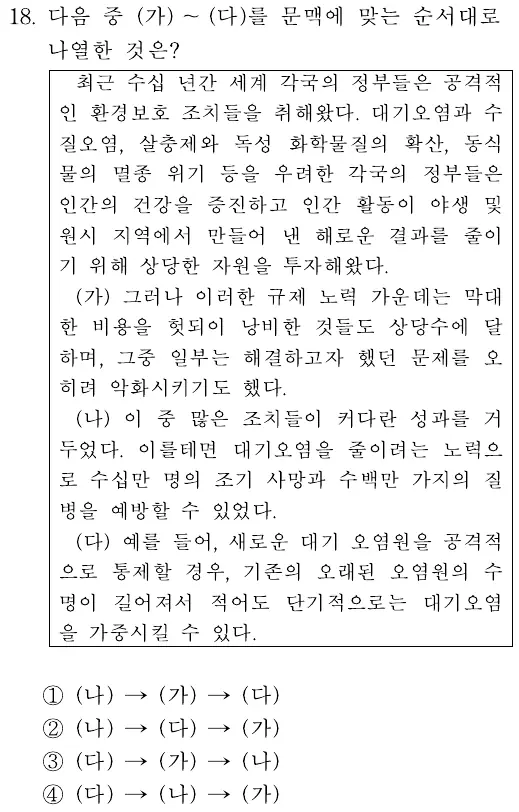 18. 다음 중 (가) ~ (다)를 문맥에 맞는 순서대로
나열한 것은?
최근 수십 년간 세계 각국의 정부들은 공격적
인 환경보호 조치들을 취해왔다. 대기오염과 수
질오염, 살충제와 독성 화학물질의 확산, 동식
물의 멸종 위기 등을 우려한 각국의 정부들은
인간의 건강을 증진하고 인간 활동이 야생 및
원시 지역에서 만들어 낸 해로운 결과를 줄이
기 위해 상당한 자원을 투자해왔다.
(가) 그러나 이러한 규제 노력 가운데는 막대
한 비용을 헛되이 낭비한 것들도 상당수에 달
하며, 그중 일부는 해결하고자 했던 문제를 오
히려 악화시키기도 했다.
(나) 이 중 많은 조치들이 커다란 성과를 거
두었다. 이를테면 대기오염을 줄이려는 노력으
로 수십만 명의 조기 사망과 수백만 가지의 질
병을 예방할 수 있었다.
(다) 예를 들어, 새로운 대기 오염원을 공격적
으로 통제할 경우, 기존의 오래된 오염원의 수
명이 길어져서 적어도 단기적으로는 대기오염
을 가중시킬 수 있다.
① (나) → (가) → (다)
② (나) → (다) → (가)
③ (다) → (가) → (나)
④ (다) → (나) → (가)